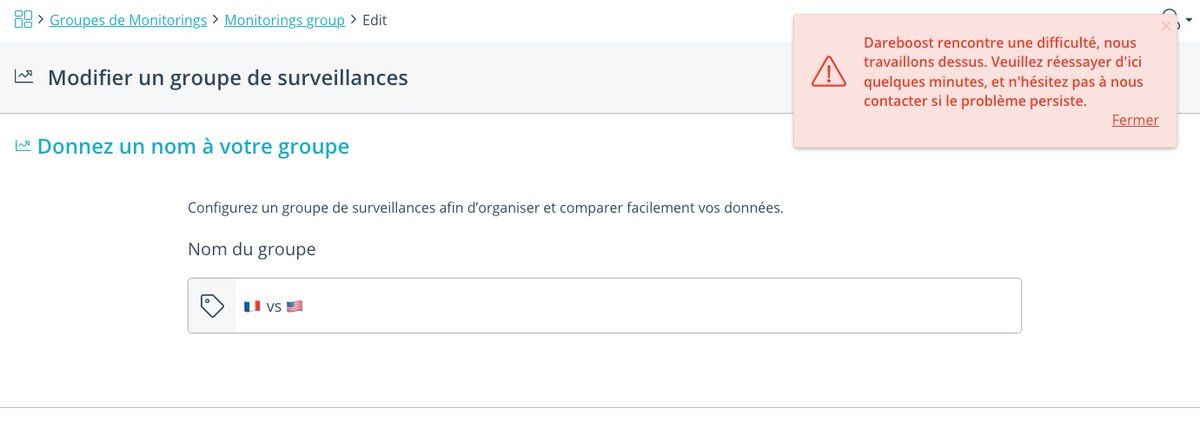 Groupes de Monitorings > Monitorings group > Edit
Dareboost rencontre une difficulté, nous
travaillons dessus. Veuillez réessayer d'ici
quelques minutes, et n'hésitez pas à nous
contacter si le problème persiste.
Fermer
Modifier un groupe de surveillances
Donnez un nom à votre groupe
Configurez un groupe de surveillances afin d’organiser et comparer facilement vos données.
Nom du groupe
🇫🇷 vs 🇺🇸